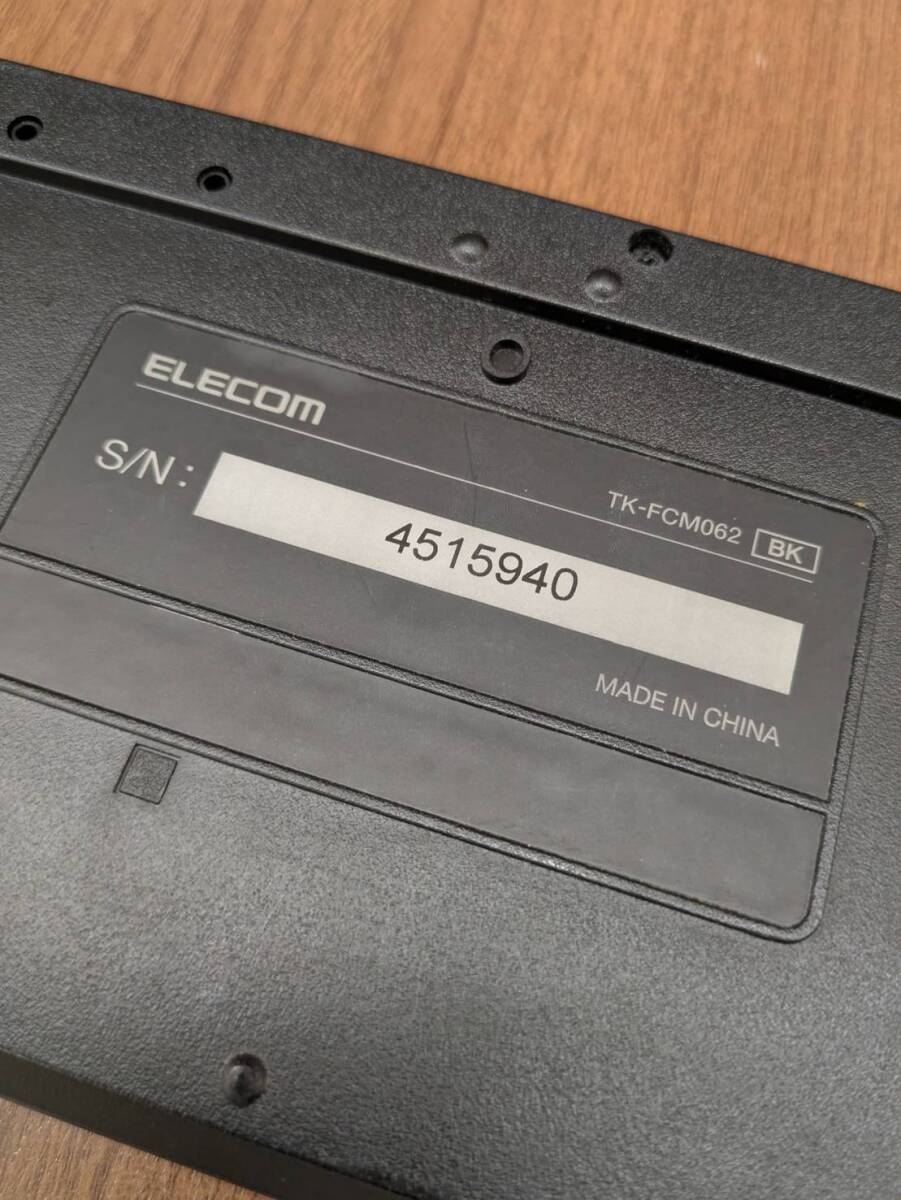 ELECOM
TK-FCM062 BK
S/N: 4515940
MADE IN CHINA